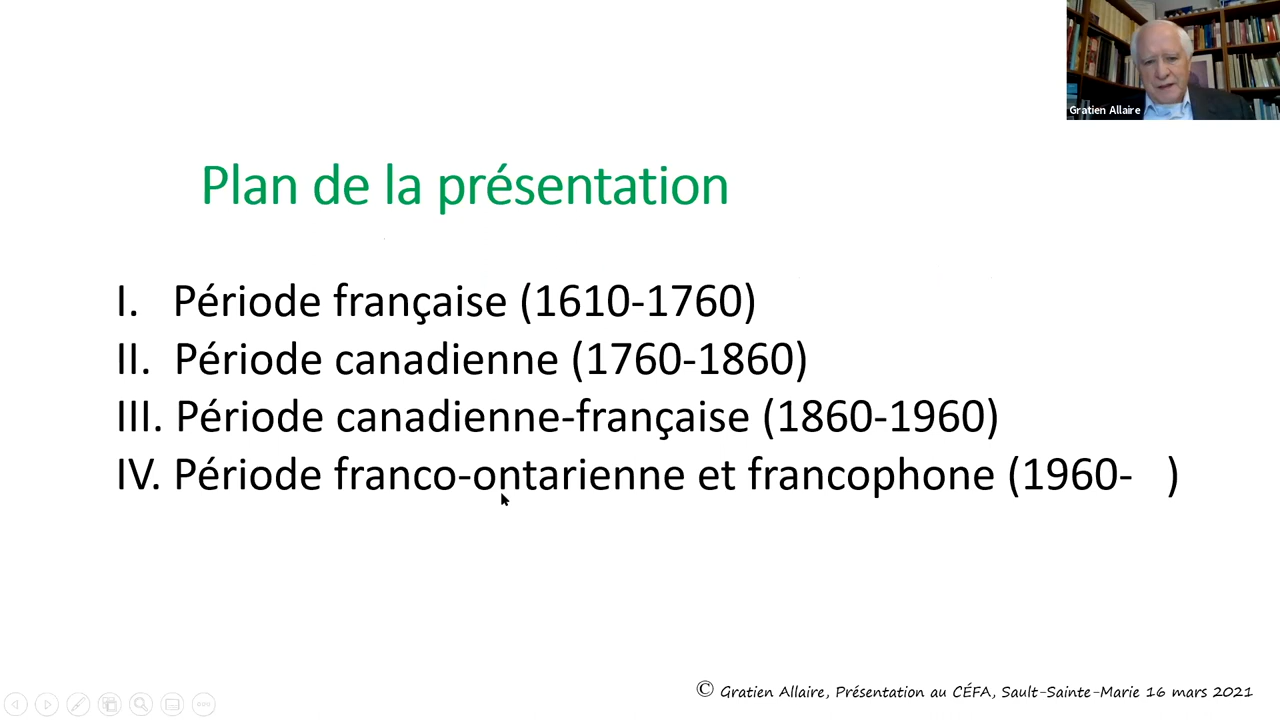 Gratien Allaire
Plan de la présentation
I. Période française (1610-1760)
II. Période canadienne (1760-1860)
III. Période canadienne-française (1860-1960)
IV. Période franco-ontarienne et francophone (1960- )
© Gratien Allaire, Présentation au CÉFA, Sault-Sainte-Marie 16 mars 2021